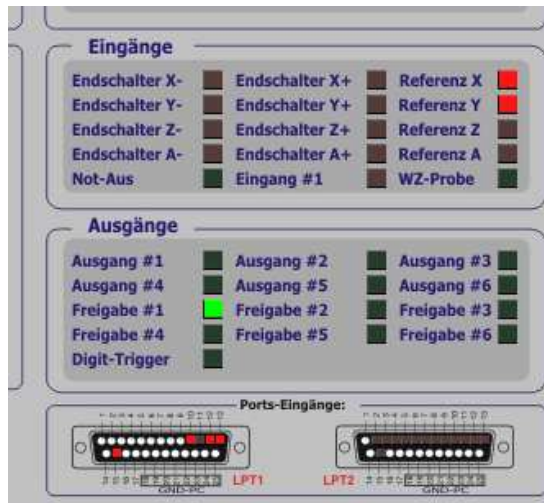 Eingänge
Endschalter X- Endschalter X+ Referenz X
Endschalter Y- Endschalter Y+ Referenz Y
Endschalter Z- Endschalter Z+ Referenz Z
Endschalter A- Endschalter A+ Referenz A
Not-Aus Eingang #1 WZ-Probe
Ausgänge
Ausgang #1 Ausgang #2 Ausgang #3
Ausgang #4 Ausgang #5 Ausgang #6
Freigabe #1 Freigabe #2 Freigabe #3
Freigabe #4 Freigabe #5 Freigabe #6
Digit-Trigger
Ports-Eingänge:
LPT1 LPT2
GND-PC GND-PC